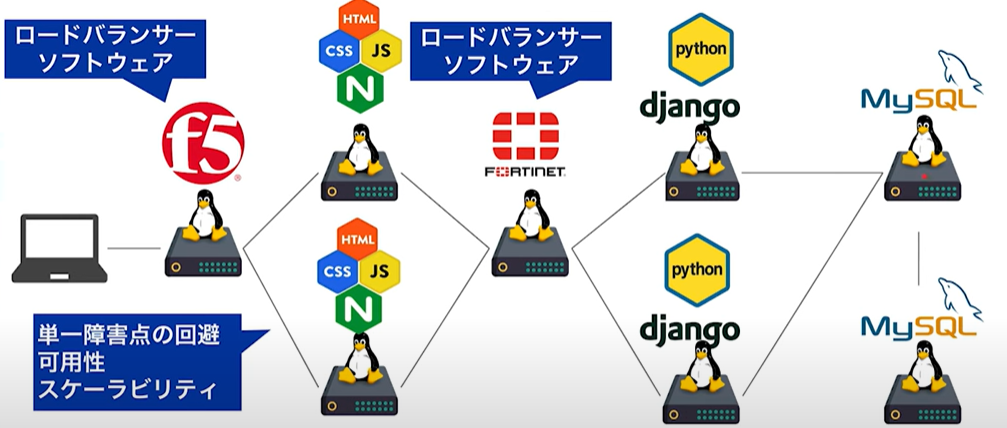 ロードバランサー
ソフトウェア
f5
HTML
CSS JS
N
ロードバランサー
ソフトウェア
FORTINET
python
django
MySQL
HTML
CSS JS
N
python
django
MySQL
単一障害点の回避
可用性
スケーラビリティ